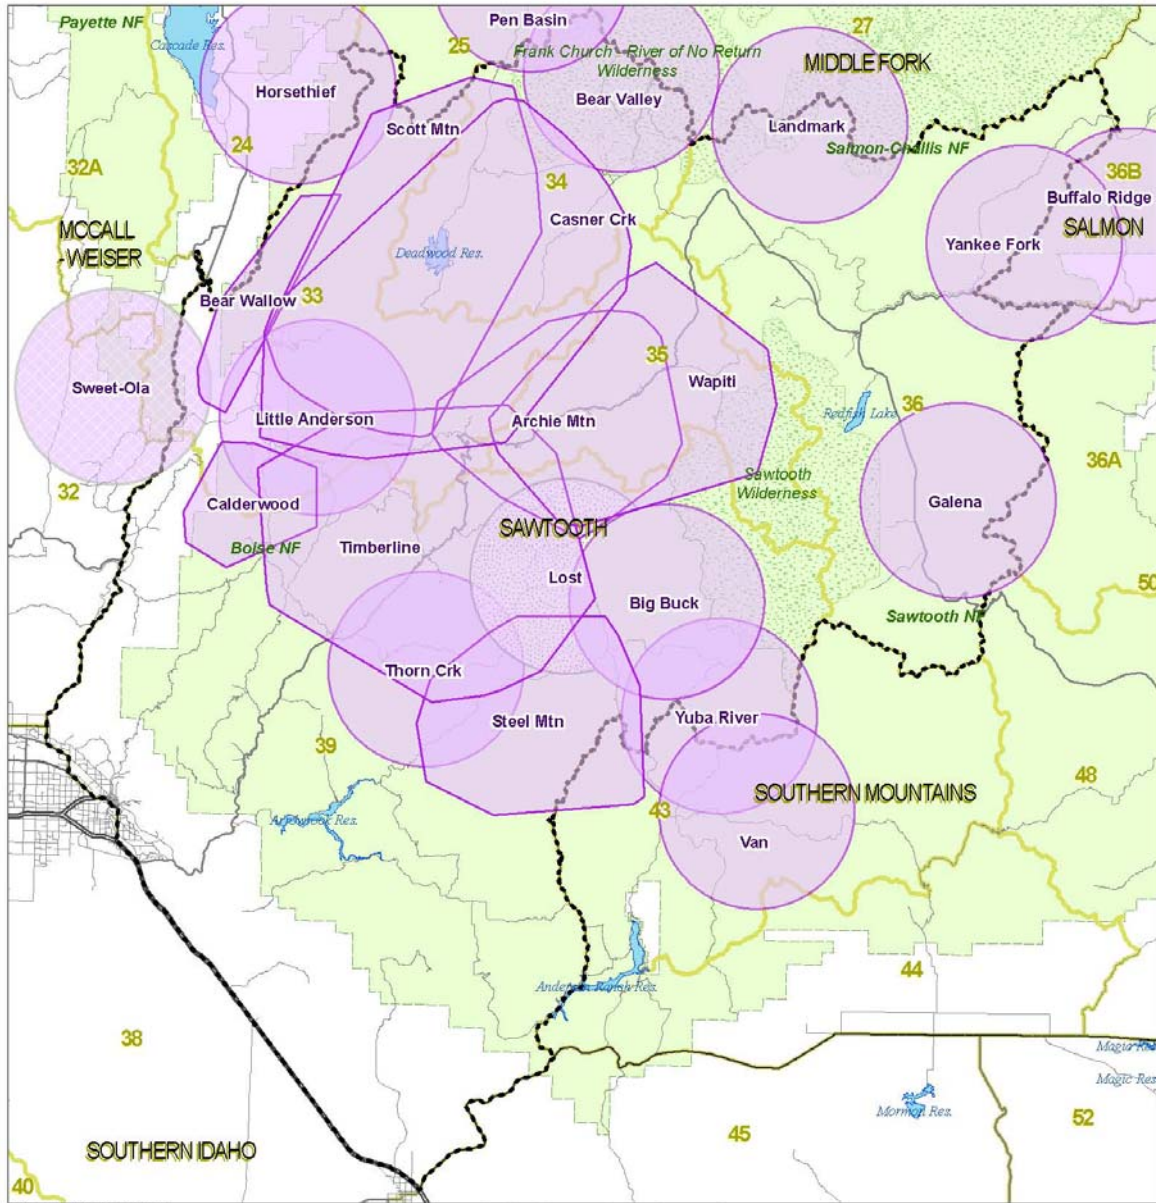 Payette NF
Pen Basin
27
25
Cascade Res.
Frank Church - River of No Return
Wilderness
MIDDLE FORK
Horsethief
Bear Valley
Scott Mtn
Landmark
24
Salmon-Challis NF
32A
34
36B
Buffalo Ridge
Casner Crk
MCCALL
- WEISER
SALMON
Yankee Fork
Deadwood Res.
Bear Wallow
33
35
Sweet-Ola
Wapiti
Little Anderson
Archie Mtn
Redfish Lake
36
36A
32
Sawtooth
Wilderness
Calderwood
Galena
SAWTOOTH
Boise NF
Timberline
Lost
50
Big Buck
Sawtooth NF
Thorn Crk
Steel Mtn
Yuba River
39
48
SOUTHERN MOUNTAINS
43
Arrowrock Res.
Van
44
Anderson Ranch Res.
38
Magic Res.
Magic Res.
Mormon Res.
52
45
SOUTHERN IDAHO
40